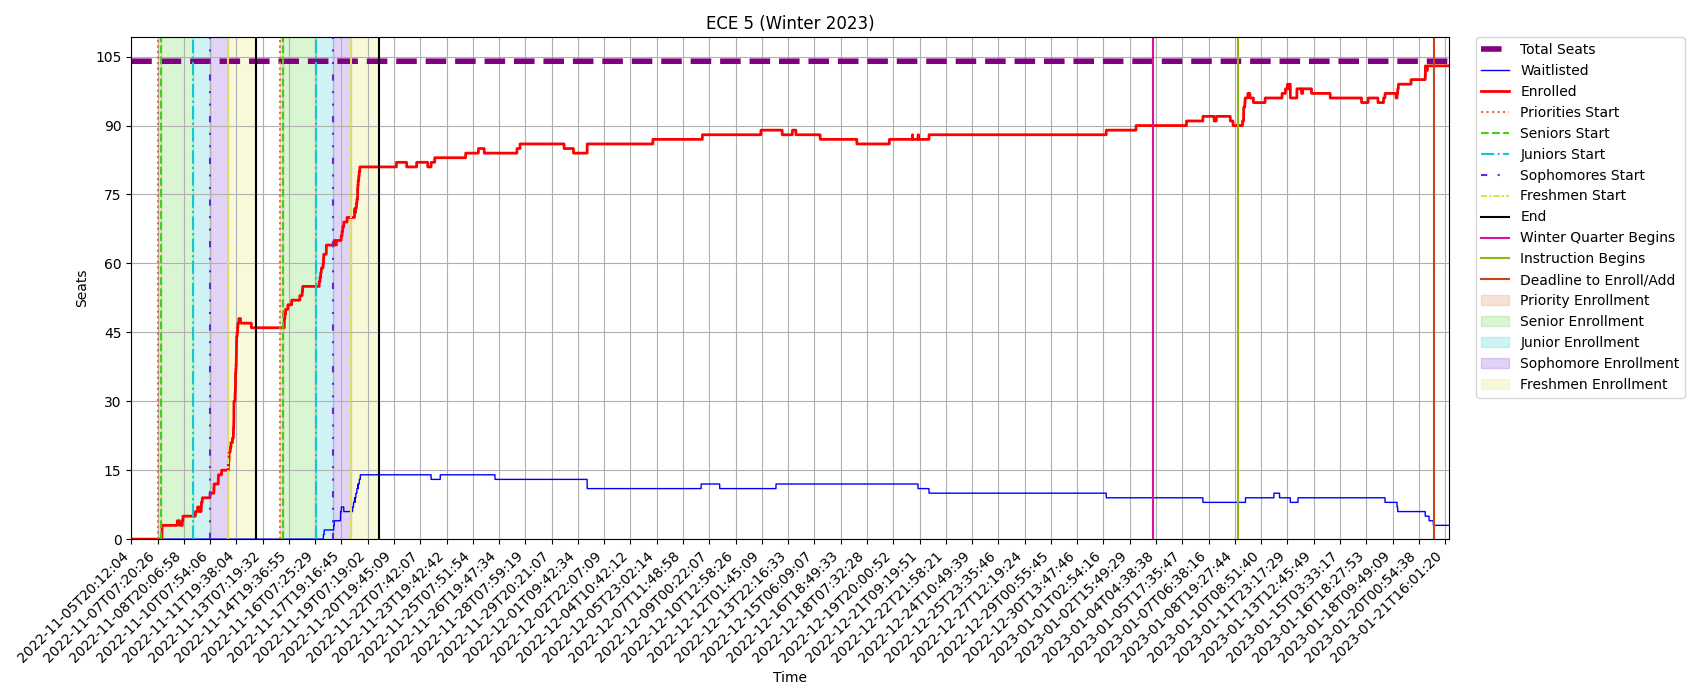 ECE 5 (Winter 2023)
Seats
105
90
75
60
45
30
15
0
2022-11-05T20:12:04
2022-11-07T07:20:26
2022-11-08T20:06:58
2022-11-10T07:54:06
2022-11-11T19:38:04
2022-11-13T07:19:32
2022-11-14T19:36:55
2022-11-16T07:25:29
2022-11-17T19:16:45
2022-11-19T07:19:02
2022-11-20T19:45:09
2022-11-22T07:42:07
2022-11-23T19:42:42
2022-11-25T07:51:54
2022-11-26T19:47:34
2022-11-28T07:59:19
2022-11-29T20:21:07
2022-12-01T09:42:34
2022-12-02T22:07:09
2022-12-04T10:42:12
2022-12-05T23:02:14
2022-12-07T11:48:58
2022-12-09T00:22:07
2022-12-10T12:58:26
2022-12-12T01:45:09
2022-12-13T22:16:33
2022-12-15T06:09:07
2022-12-16T18:49:33
2022-12-18T07:32:28
2022-12-19T20:00:52
2022-12-21T09:19:51
2022-12-22T21:58:21
2022-12-24T10:49:39
2022-12-25T23:35:46
2022-12-27T12:19:24
2022-12-29T00:55:45
2022-12-30T13:47:46
2023-01-01T02:54:16
2023-01-02T15:49:29
2023-01-04T04:38:38
2023-01-05T17:35:47
2023-01-07T06:38:16
2023-01-08T19:27:44
2023-01-10T08:51:40
2023-01-11T23:17:29
2023-01-13T12:45:49
2023-01-15T03:33:17
2023-01-16T18:27:53
2023-01-18T09:49:09
2023-01-20T00:54:38
2023-01-21T16:01:20
Time
Total Seats
Waitlisted
Enrolled
Priorities Start
Seniors Start
Juniors Start
Sophomores Start
Freshmen Start
End
Winter Quarter Begins
Instruction Begins
Deadline to Enroll/Add
Priority Enrollment
Senior Enrollment
Junior Enrollment
Sophomore Enrollment
Freshmen Enrollment